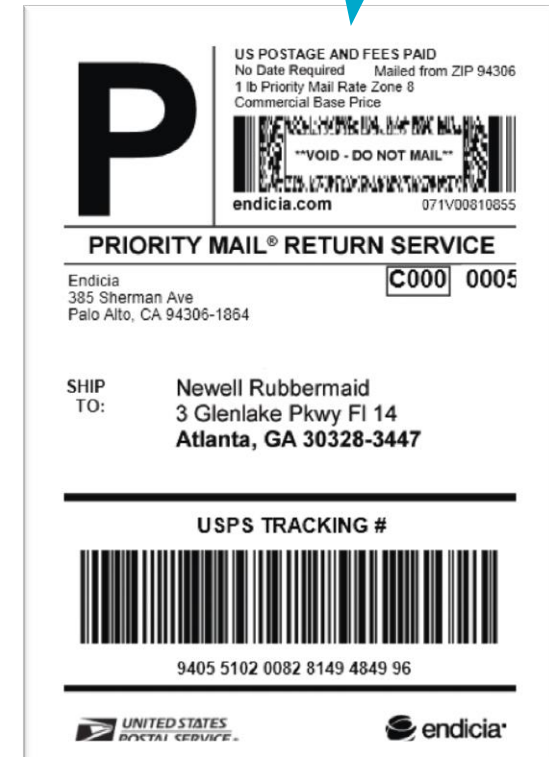 P
US POSTAGE AND FEES PAID
No Date Required Mailed from ZIP 94306
1 lb Priority Mail Rate Zone 8
Commercial Base Price
**VOID - DO NOT MAIL**
endicia.com 071V00810855
PRIORITY MAIL® RETURN SERVICE
Endicia C000 0005
385 Sherman Ave
Palo Alto, CA 94306-1864
SHIP Newell Rubbermaid
TO: 3 Glenlake Pkwy Fl 14
Atlanta, GA 30328-3447
USPS TRACKING #
9405 5102 0082 8149 4849 96
UNITED STATES
POSTAL SERVICE endicia